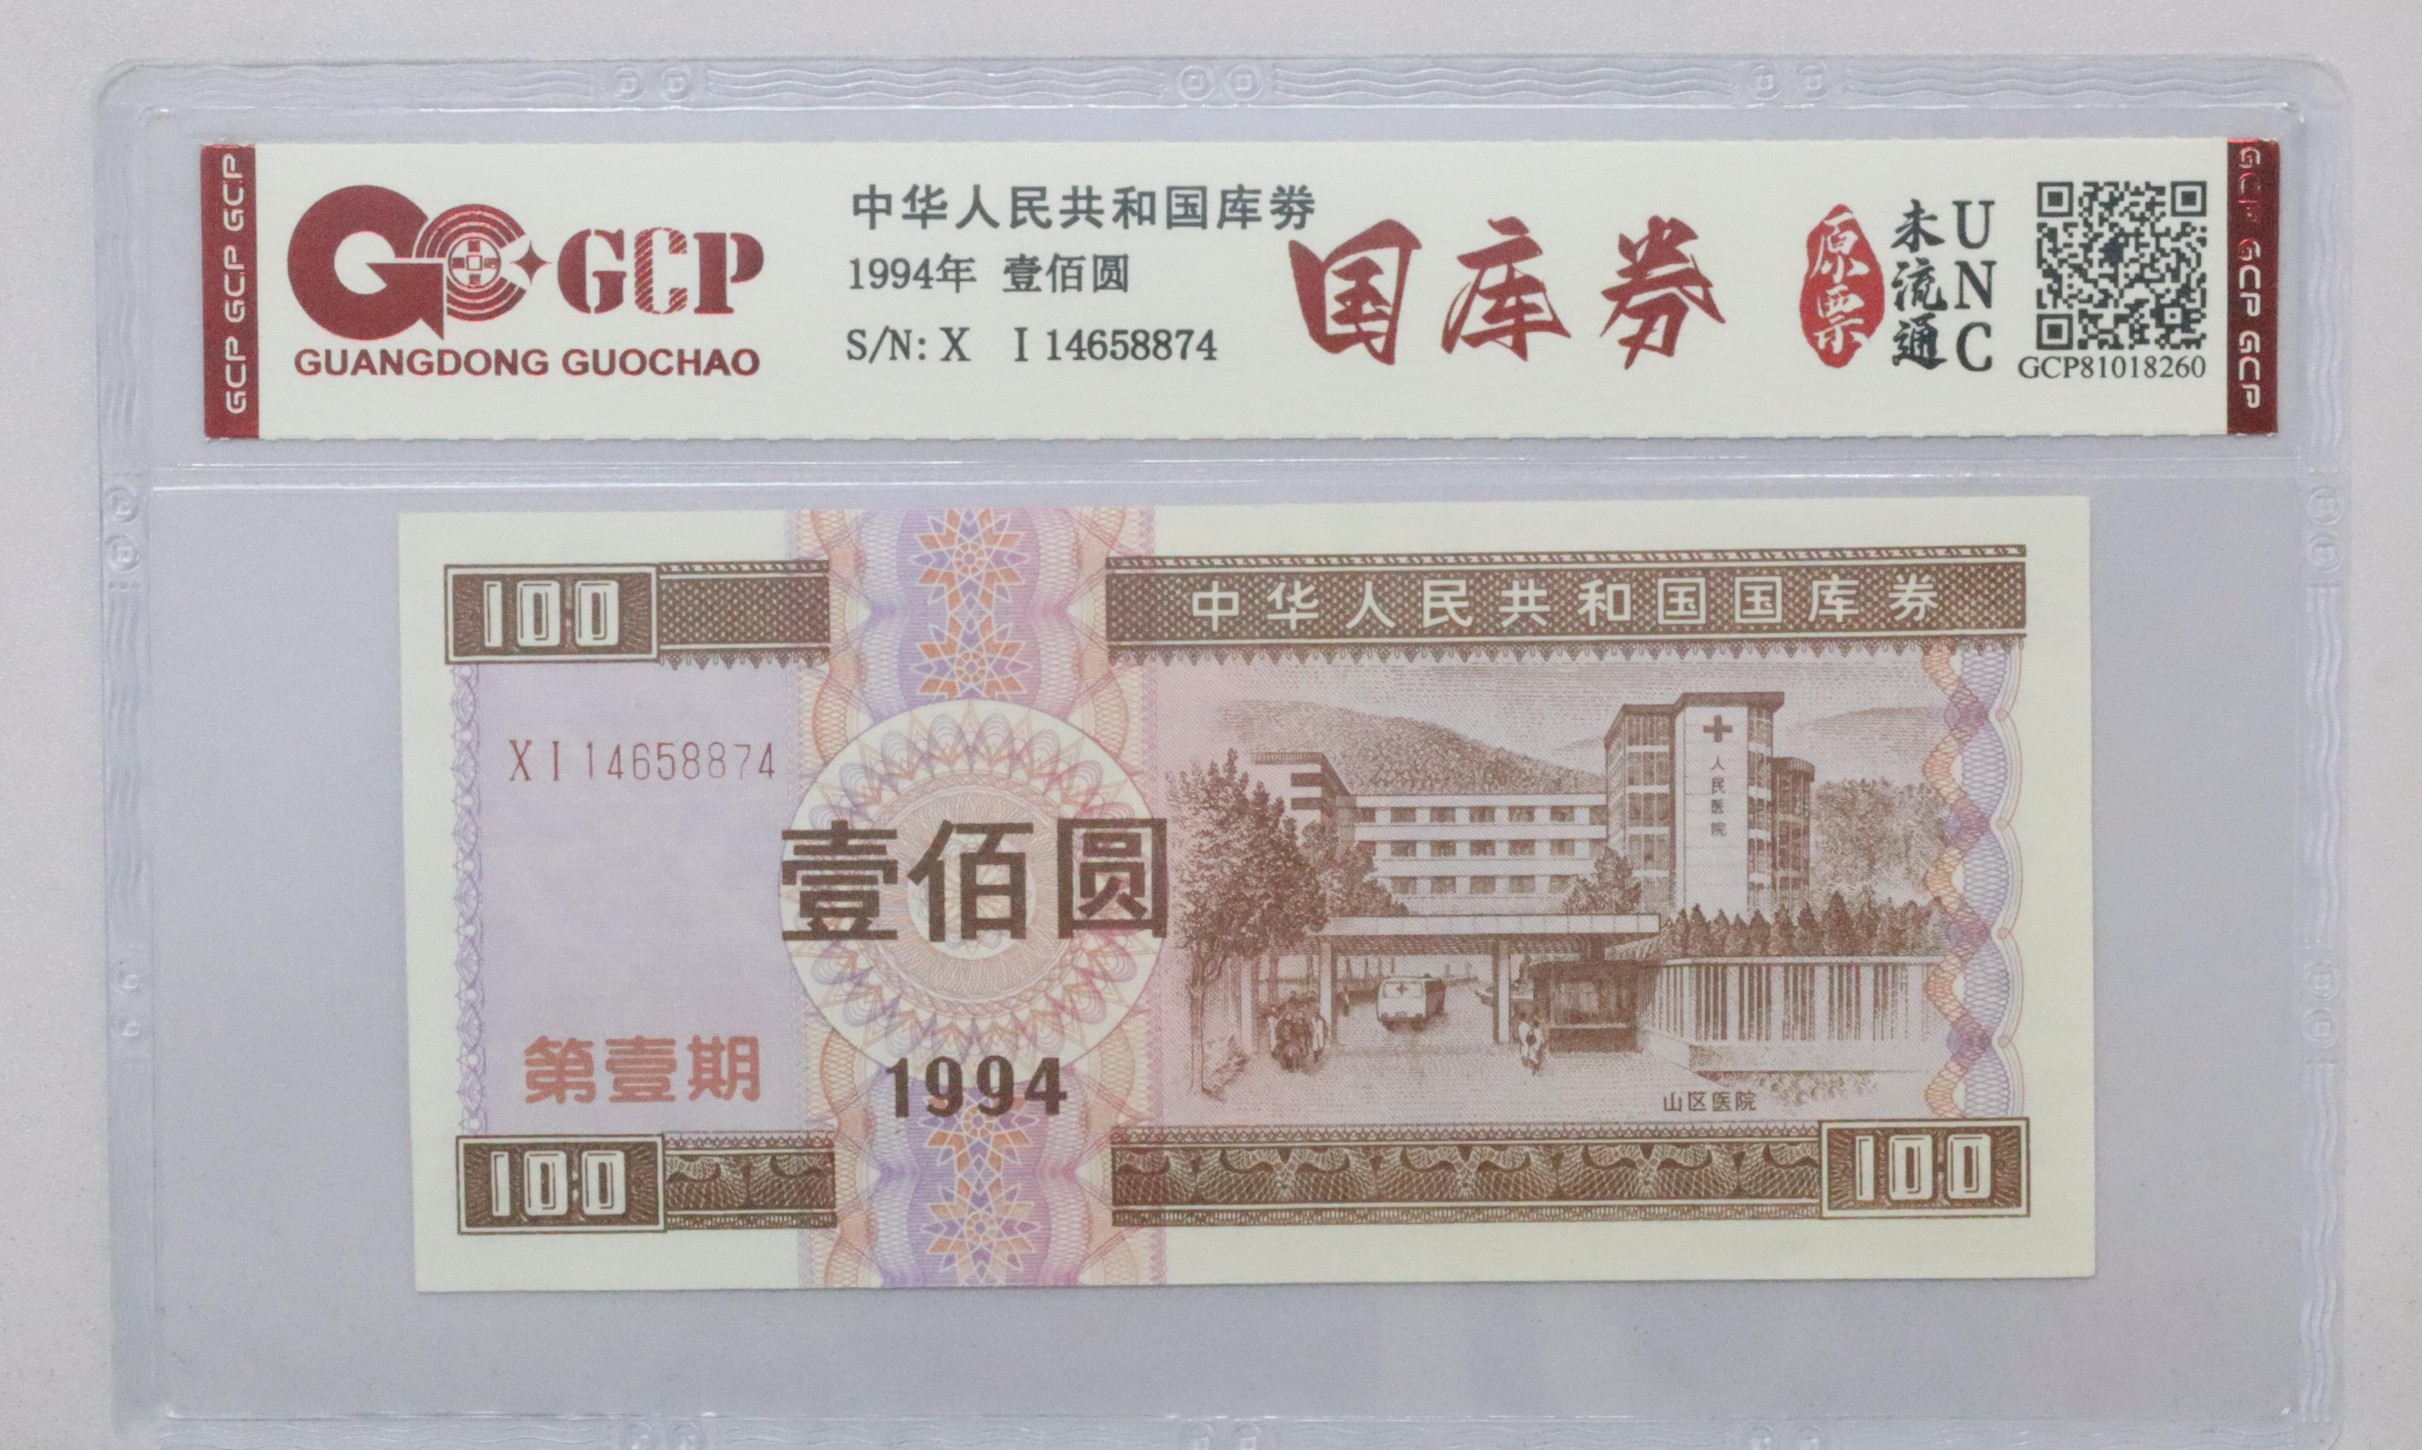 GCP GCP GCP
GCP
GUANGDONG GUOCHAO
中华人民共和国库券
1994年 壹佰圆
S/N: X I 14658874
国库券
原票
未流通
UNC
GCP81018260
GCP GCP GCP
100
中华人民共和国国库券
X I 14658874
人民医院
壹佰圆
第壹期
1994
山区医院
100
100